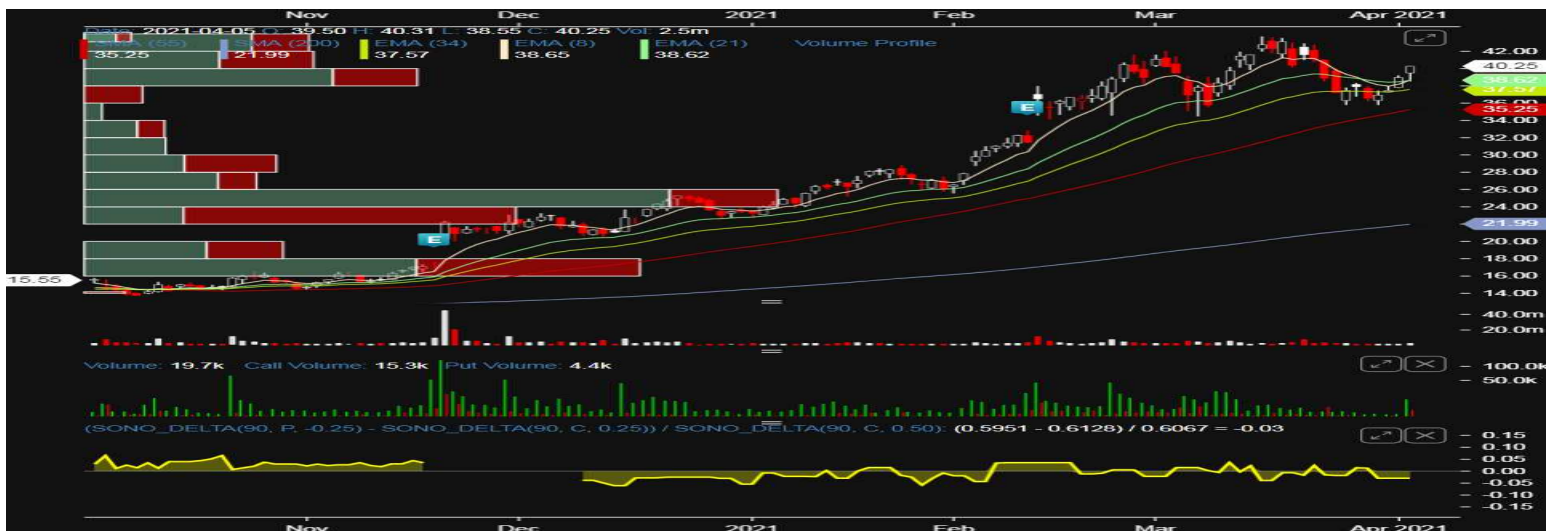 Nov Dec 2021 Feb Mar Apr 2021
Date: 2021-04-05 O: 39.50 H: 40.31 L: 38.55 C: 40.25 Vol: 2.5m
SMA (55) SMA (200) EMA (34) EMA (8) EMA (21) Volume Profile
35.25 21.99 37.57 38.65 38.62
42.00
40.25
38.62
37.57
36.00
35.25
34.00
32.00
30.00
28.00
E
26.00
24.00
21.99
E
20.00
18.00
15.55
16.00
14.00
40.0m
20.0m
Volume: 19.7k Call Volume: 15.3k Put Volume: 4.4k
100.0k
50.0k
(SONO_DELTA(90, P, -0.25) - SONO_DELTA(90, C, 0.25)) / SONO_DELTA(90, C, 0.50): (0.5951 - 0.6128) / 0.6067 = -0.03
0.15
0.10
0.05
0.00
-0.05
-0.10
-0.15
Nov Dec 2021 Feb Mar Apr 2021